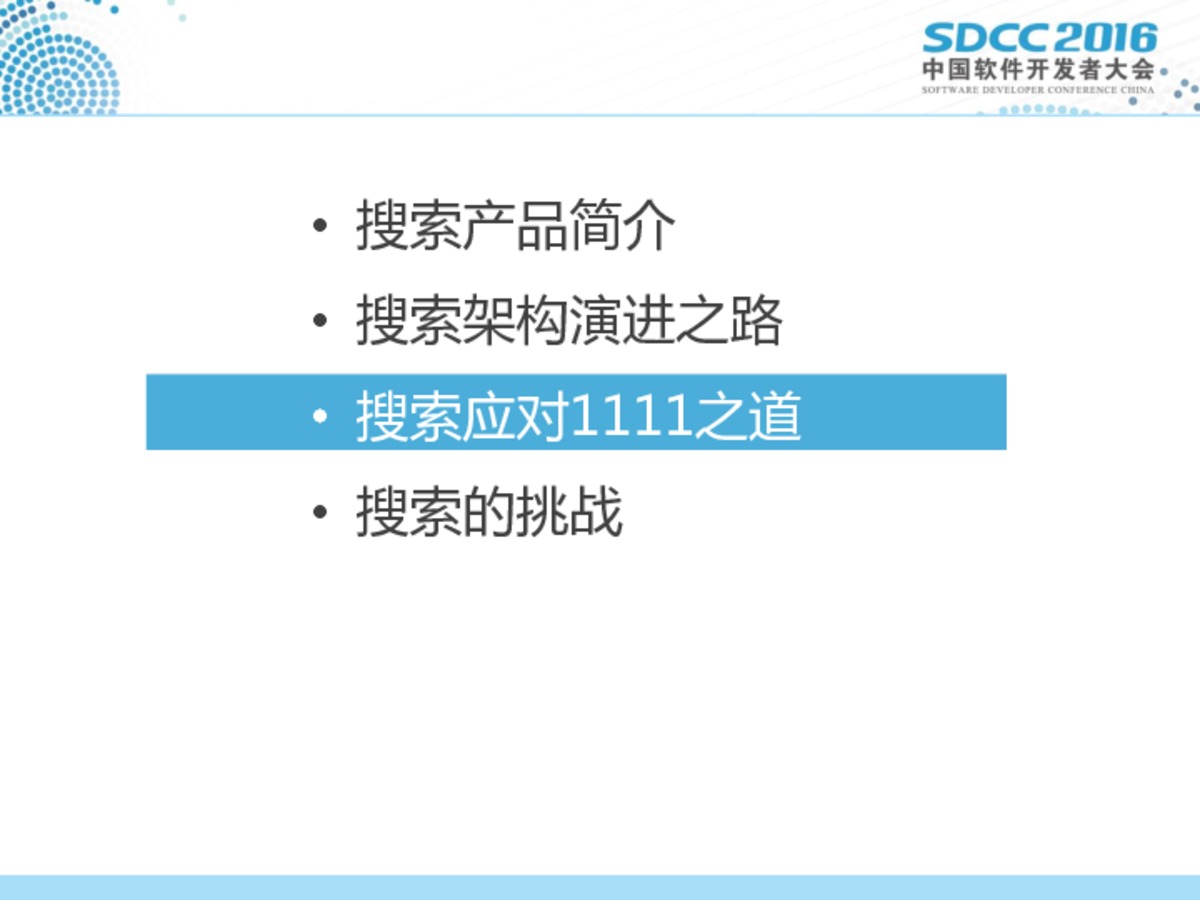 SDCC 2016
中国软件开发者大会
SOFTWARE DEVELOPER CONFERENCE CHINA
• 搜索产品简介
• 搜索架构演进之路
• 搜索应对1111之道
• 搜索的挑战